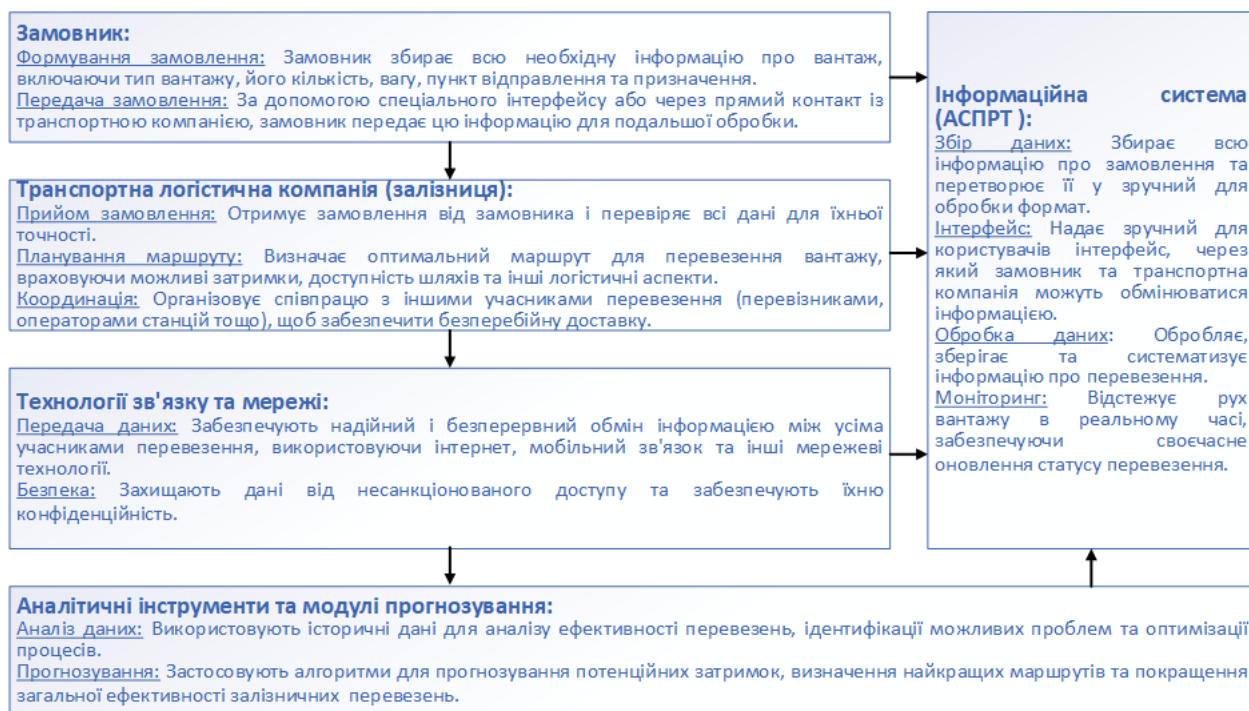 Замовник:
Формування замовлення: Замовник збирає всю необхідну інформацію про вантаж,
включаючи тип вантажу, його кількість, вагу, пункт відправлення та призначення.
Передача замовлення: За допомогою спеціального інтерфейсу або через прямий контакт із
транспортною компанією, замовник передає цю інформацію для подальшої обробки.
Транспортна логістична компанія (залізниця):
Прийом замовлення: Отримує замовлення від замовника і перевіряє всі дані для їхньої
точності.
Планування маршруту: Визначає оптимальний маршрут для перевезення вантажу,
враховуючи можливі затримки, доступність шляхів та інші логістичні аспекти.
Координація: Організовує співпрацю з іншими учасниками перевезення (перевізниками,
операторами станцій тощо), щоб забезпечити безперебійну доставку.
Технології зв'язку та мережі:
Передача даних: Забезпечують надійний і безперервний обмін інформацією між усіма
учасниками перевезення, використовуючи інтернет, мобільний зв'язок та інші мережеві
технології.
Безпека: Захищають дані від несанкціонованого доступу та забезпечують їхню
конфіденційність.
Інформаційна система
(АСПРТ ):
Збір даних: Збирає всю
інформацію про замовлення та
перетворює її у зручний для
обробки формат.
Інтерфейс: Надає зручний для
користувачів інтерфейс, через
який замовник та транспортна
компанія можуть обмінюватися
інформацією.
Обробка даних: Обробляє,
зберігає та систематизує
інформацію про перевезення.
Моніторинг: Відстежує рух
вантажу в реальному часі,
забезпечуючи своєчасне
оновлення статусу перевезення.
Аналітичні інструменти та модулі прогнозування:
Аналіз даних: Використовують історичні дані для аналізу ефективності перевезень, ідентифікації можливих проблем та оптимізації
процесів.
Прогнозування: Застосовують алгоритми для прогнозування потенційних затримок, визначення найкращих маршрутів та покращення
загальної ефективності залізничних перевезень.